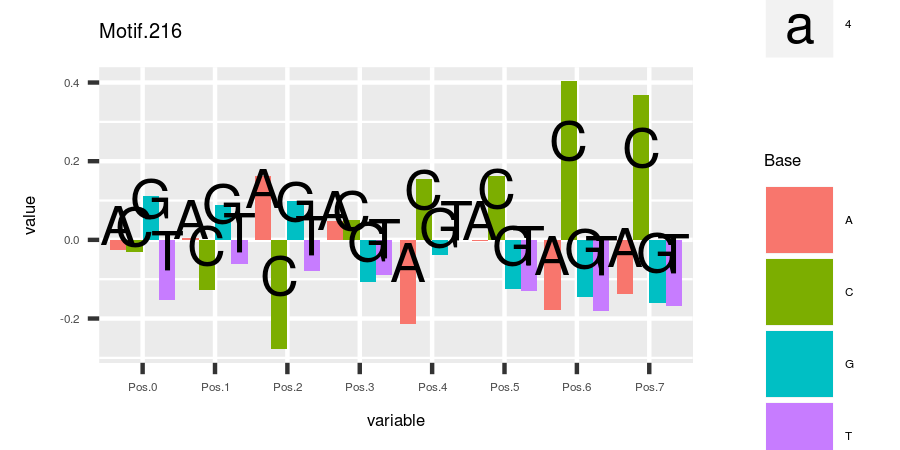 Motif.216
a 4
0.4
0.2
0.0
-0.2
value
A C G T A C G T A C G T A C G T A C G T A C G T A C G T A C G T
Pos.0 Pos.1 Pos.2 Pos.3 Pos.4 Pos.5 Pos.6 Pos.7
variable
Base
A
C
G
T